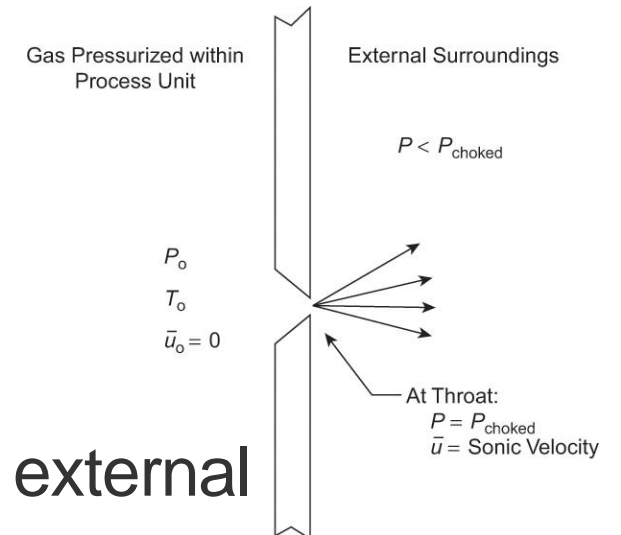 Gas Pressurized within
Process Unit
External Surroundings
P < Pchoked
Po
To
ūo = 0
At Throat:
P = Pchoked
ū = Sonic Velocity
external